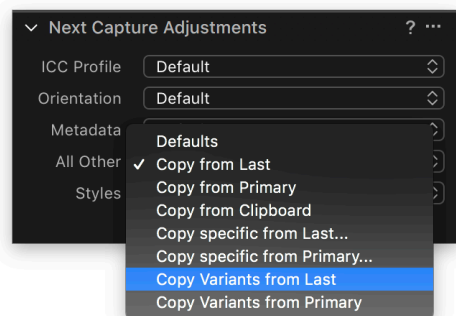 Next Capture Adjustments ? ···
ICC Profile Default
Orientation Default
Metadata
Defaults
All Other ✓ Copy from Last
Copy from Primary
Styles
Copy from Clipboard
Copy specific from Last...
Copy specific from Primary...
Copy Variants from Last
Copy Variants from Primary